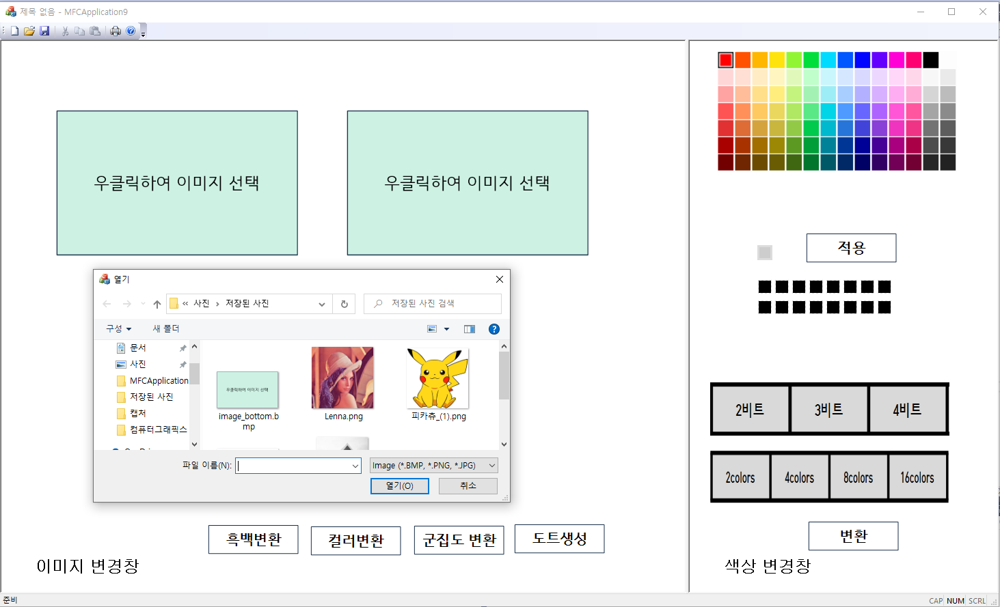 제목 없음 - MFCApplication9
우클릭하여 이미지 선택
우클릭하여 이미지 선택
열기
« 사진 › 저장된 사진
저장된 사진 검색
구성
새 폴더
문서
사진
MFCApplication
저장된 사진
캡처
컴퓨터그래픽스
우클릭하여 이미지 선택
image_bottom.b
mp
Lenna.png
피카츄_(1).png
파일 이름(N):
Image (*.BMP, *.PNG, *.JPG)
열기(O)
취소
흑백변환
컬러변환
군집도 변환
도트생성
이미지 변경창
적용
2비트
3비트
4비트
2colors
4colors
8colors
16colors
변환
색상 변경창
준비
CAP NUM SCRL